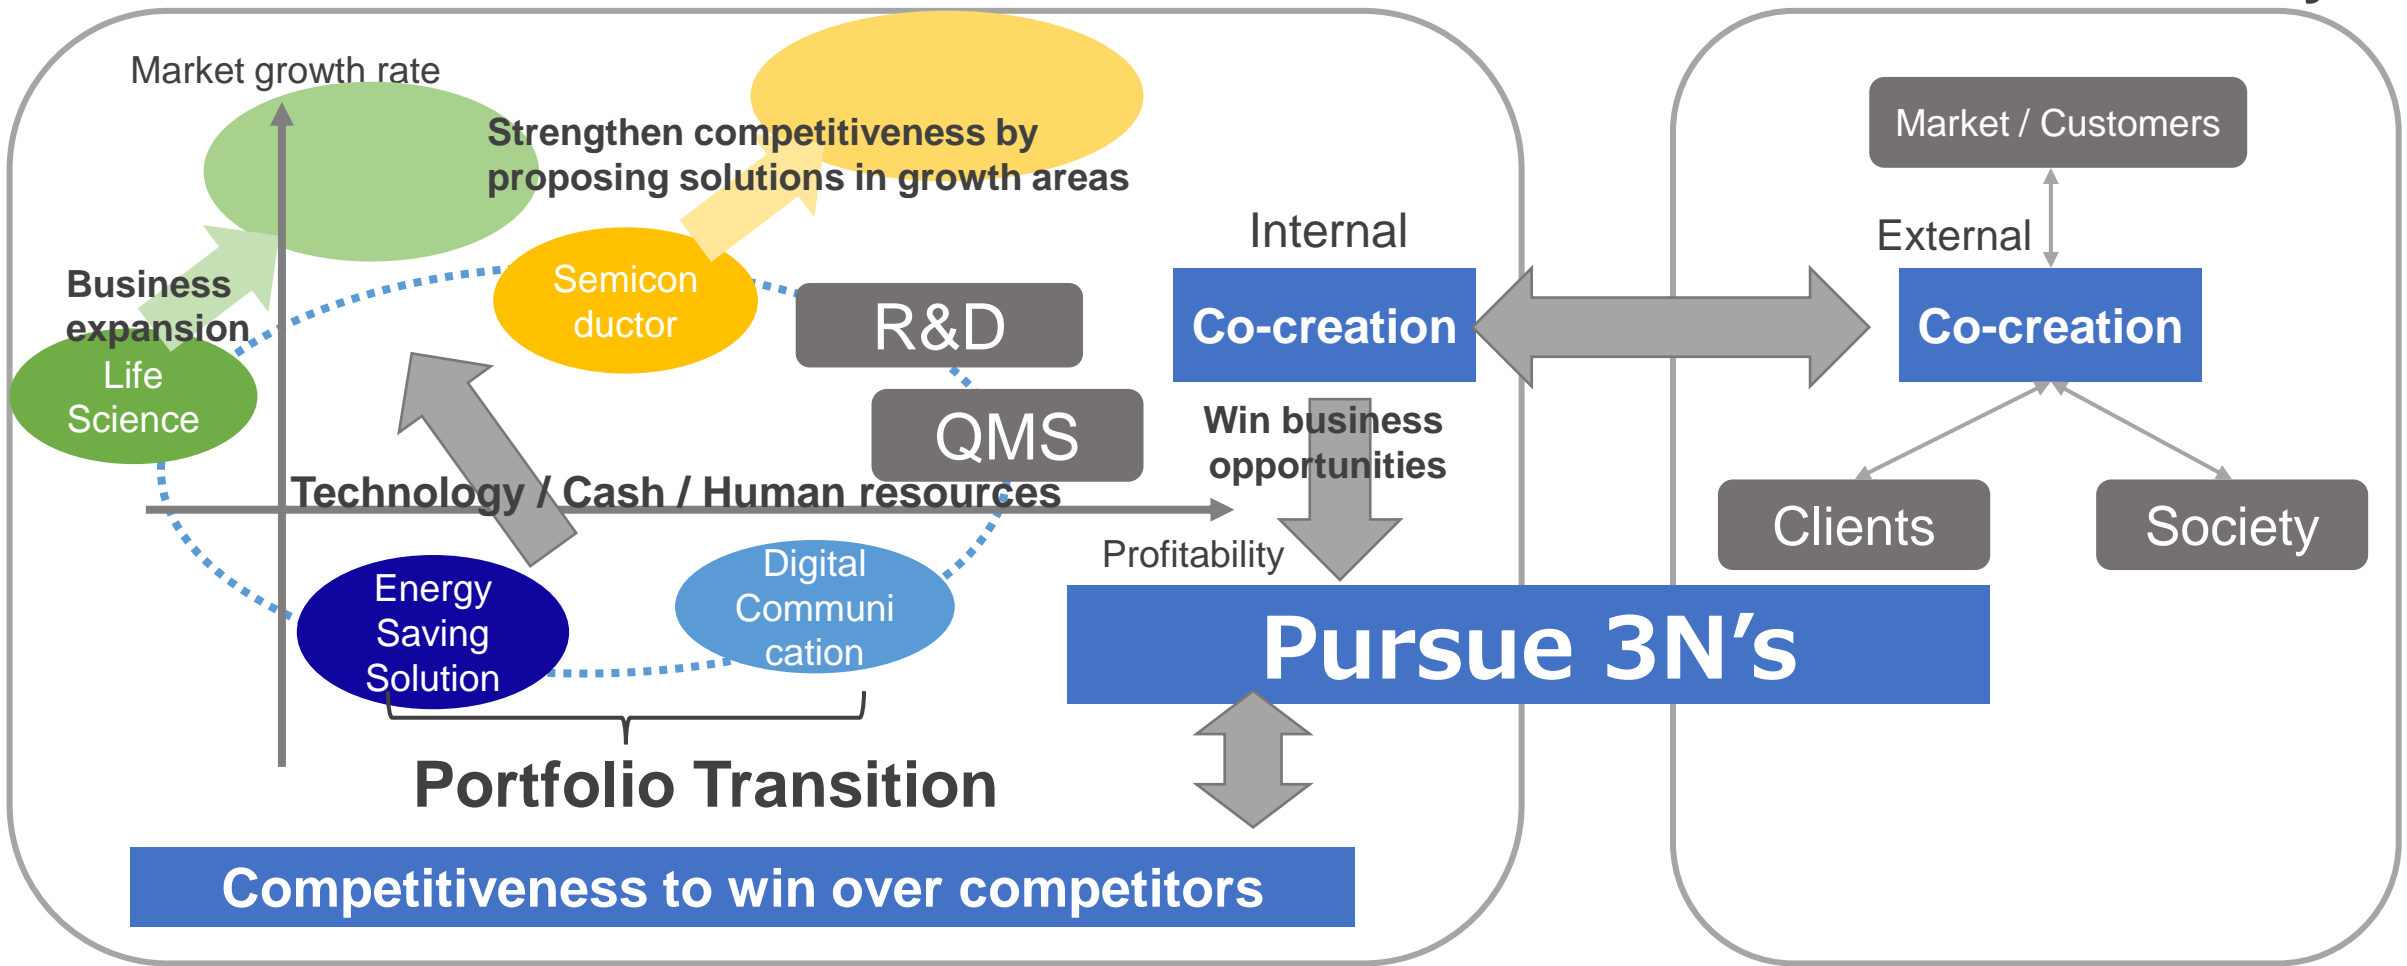 Market growth rate
Strengthen competitiveness by
proposing solutions in growth areas
Business
expansion
Life
Science
Semicon
ductor
R&D
QMS
Technology / Cash / Human resources
Profitability
Energy
Saving
Solution
Digital
Communi
cation
Portfolio Transition
Competitiveness to win over competitors
Internal
Co-creation
Win business
opportunities
Pursue 3N’s
Market / Customers
External
Co-creation
Clients
Society